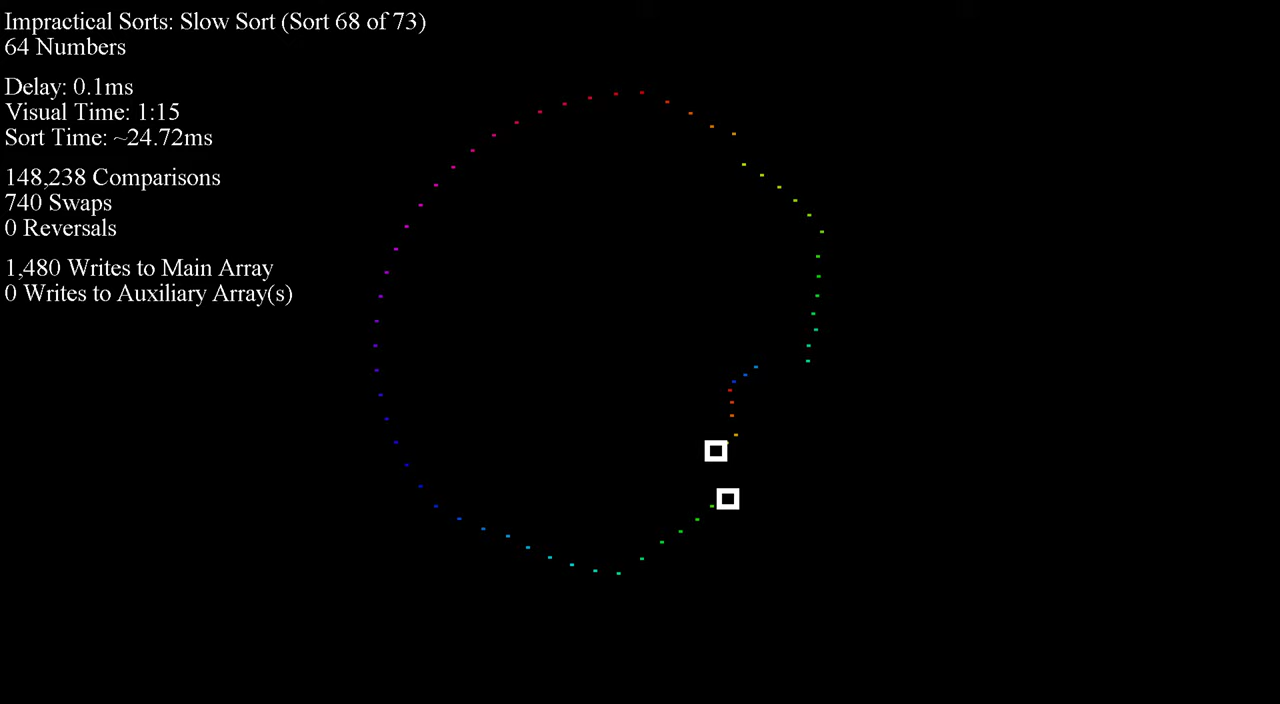 Impractical Sorts: Slow Sort (Sort 68 of 73)
64 Numbers
Delay: 0.1ms
Visual Time: 1:15
Sort Time: ~24.72ms
148,238 Comparisons
740 Swaps
0 Reversals
1,480 Writes to Main Array
0 Writes to Auxiliary Array(s)